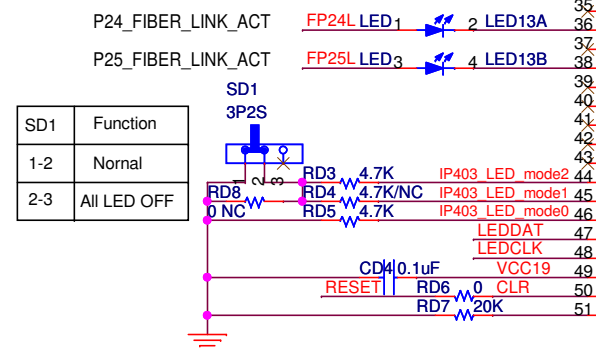 35
P24_FIBER_LINK_ACT FP24L LED 1 2 LED13A 36
37
P25_FIBER_LINK_ACT FP25L LED 3 4 LED13B 38
39
SD1
3P2S
40
41
42
43
SD1 Function
1-2 Nornal
2-3 All LED OFF
1 2 3
RD3 4.7K IP403_LED_mode2 44
RD8 RD4 4.7K/NC IP403_LED_mode1 45
0 NC RD5 4.7K IP403_LED_mode0 46
LEDDAT 47
LEDCLK 48
CD4 0.1uF VCC19 49
RESET RD6 0 CLR 50
RD7 20K 51